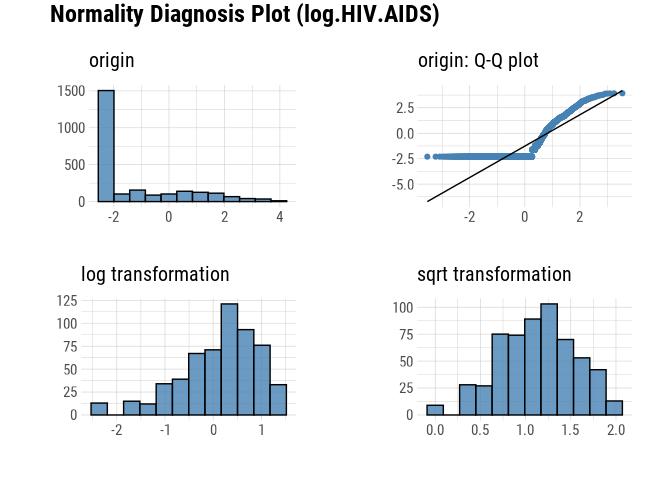 Normality Diagnosis Plot (log.HIV.AIDS)
origin
1500
1000
500
0
-2 0 2 4
origin: Q-Q plot
2.5
0.0
-2.5
-5.0
-2 0 2
log transformation
125
100
75
50
25
0
-2 -1 0 1
sqrt transformation
100
75
50
25
0
0.0 0.5 1.0 1.5 2.0